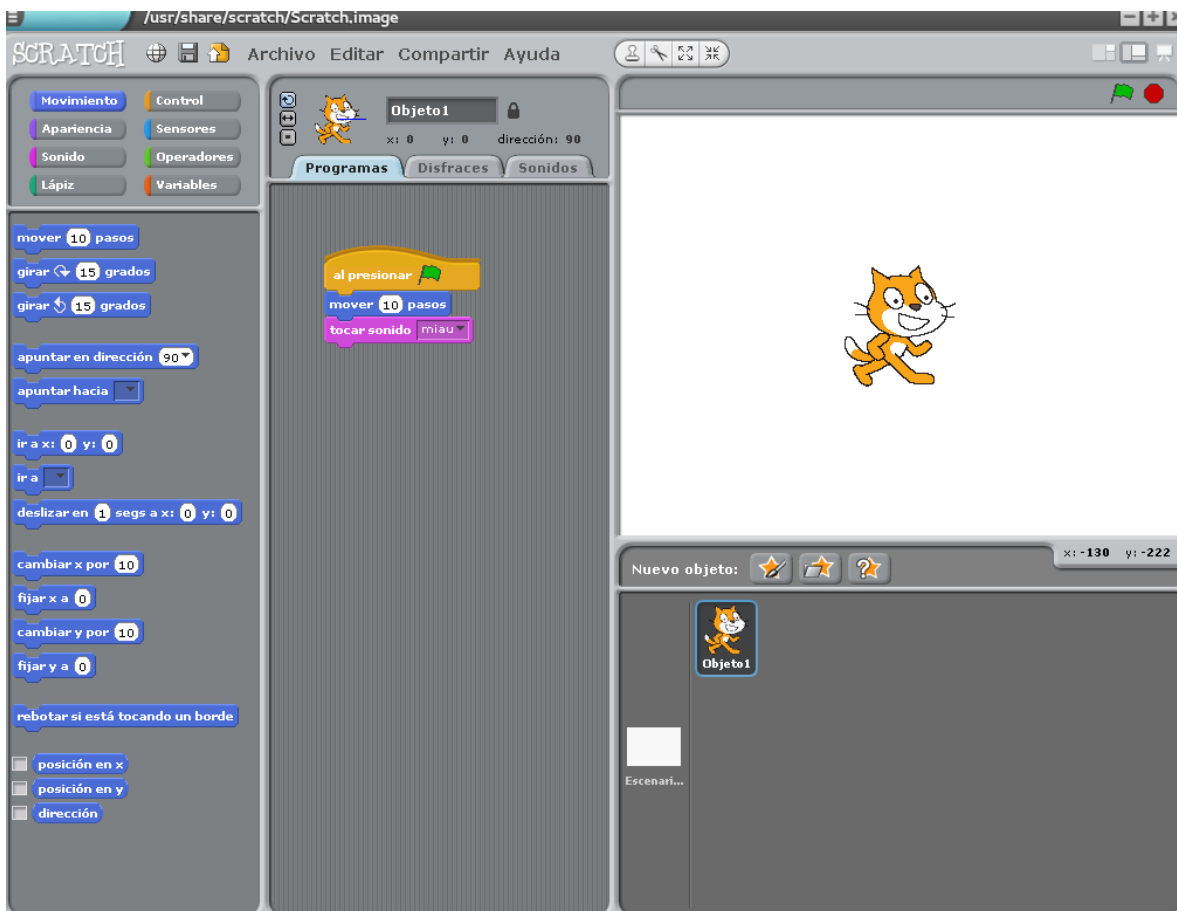 /usr/share/scratch/Scratch.image
SCRATCH Archivo Editar Compartir Ayuda
Movimiento Control
Apariencia Sensores
Sonido Operadores
Lápiz Variables
mover 10 pasos
girar 15 grados
girar 15 grados
apuntar en dirección 90
apuntar hacia
ir a x: 0 y: 0
ir a
deslizar en 1 segs a x: 0 y: 0
cambiar x por 10
fijar x a 0
cambiar y por 10
fijar y a 0
rebotar si está tocando un borde
posición en x
posición en y
dirección
Objeto1
x: 0 y: 0 dirección: 90
Programas Disfraces Sonidos
al presionar
mover 10 pasos
tocar sonido miau
x: -130 y: -222
Nuevo objeto:
Objeto1
Escenari...